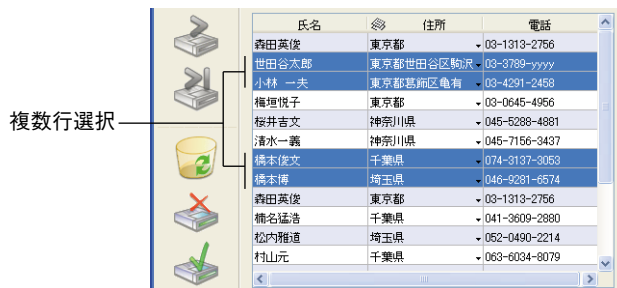 氏名 住所 電話
森田英俊 東京都 03-1313-2756
世田谷太郎 東京都世田谷区駒沢 03-3789-yyyy
小林 一夫 東京都葛飾区亀有 03-4291-2458
梅垣悦子 東京都 03-0645-4956
桜井吉文 神奈川県 045-5288-4881
清水一義 神奈川県 045-7156-3437
橋本俊文 千葉県 074-3137-3053
橋本博 埼玉県 046-9281-6574
森田英俊 東京都 03-1313-2756
楠名猛浩 千葉県 041-3609-2880
松内雅道 埼玉県 052-0490-2214
村山元 千葉県 063-6034-8079
複数行選択